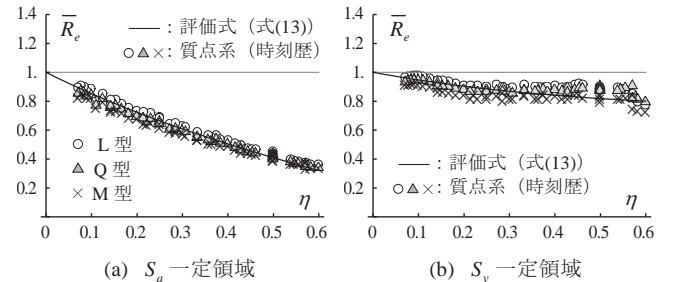 R̅e
― : 評価式（式(13)）
○▲× : 質点系（時刻歴）
1.4
1.2
1.
0.8
0.6
0.4
0.2
○ L 型
▲ Q 型
× M 型
η
0 0.1 0.2 0.3 0.4 0.5 0.6
(a) Sa 一定領域
R̅e
1.4
1.2
1.
0.8
0.6
0.4
0.2
― : 評価式（式(13)）
○▲× : 質点系（時刻歴）
η
0 0.1 0.2 0.3 0.4 0.5 0.6
(b) Sv 一定領域